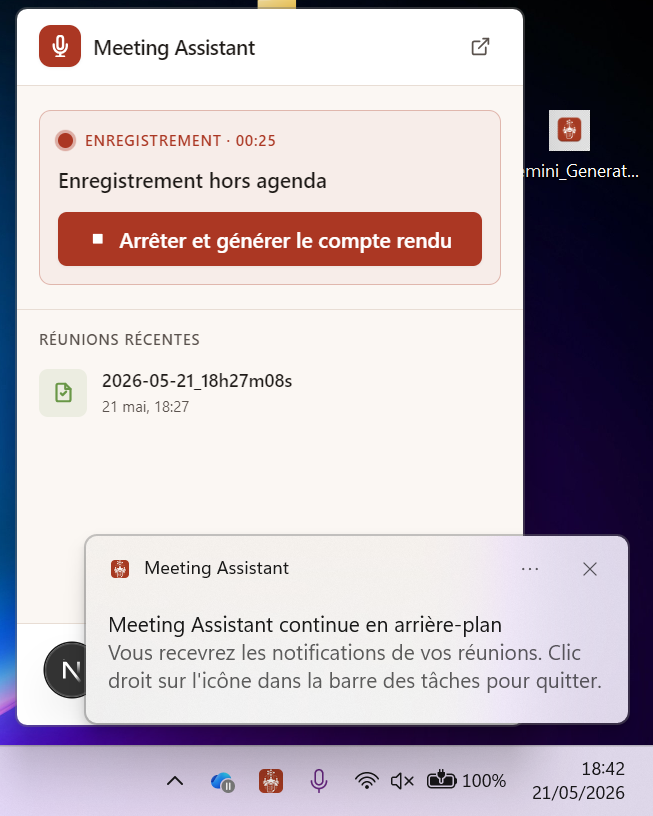 Meeting Assistant
ENREGISTREMENT · 00:25
Enregistrement hors agenda
Arrêter et générer le compte rendu
RÉUNIONS RÉCENTES
2026-05-21_18h27m08s
21 mai, 18:27
emini_Generat...
Meeting Assistant
Meeting Assistant continue en arrière-plan
Vous recevrez les notifications de vos réunions. Clic
droit sur l'icône dans la barre des tâches pour quitter.
N
100%
18:42
21/05/2026